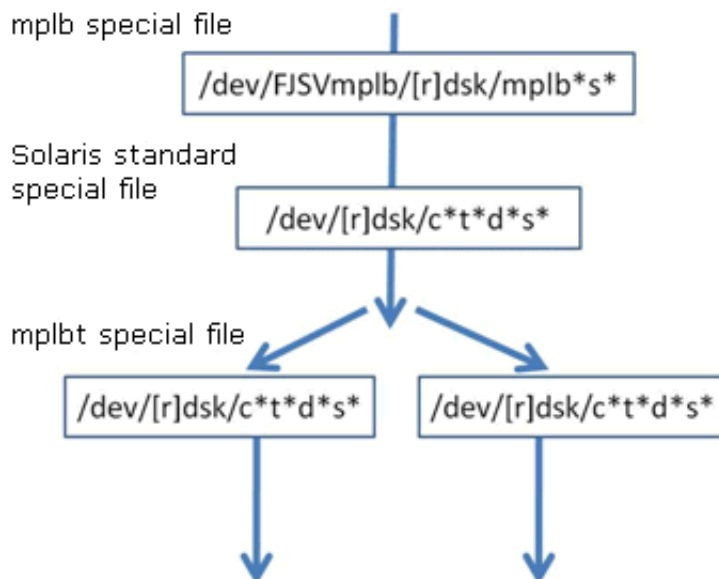 mplb special file
/dev/FJSVmplb/[r]dsk/mplb*s*
Solaris standard
special file
/dev/[r]dsk/c*t*d*s*
mplbt special file
/dev/[r]dsk/c*t*d*s*
/dev/[r]dsk/c*t*d*s*